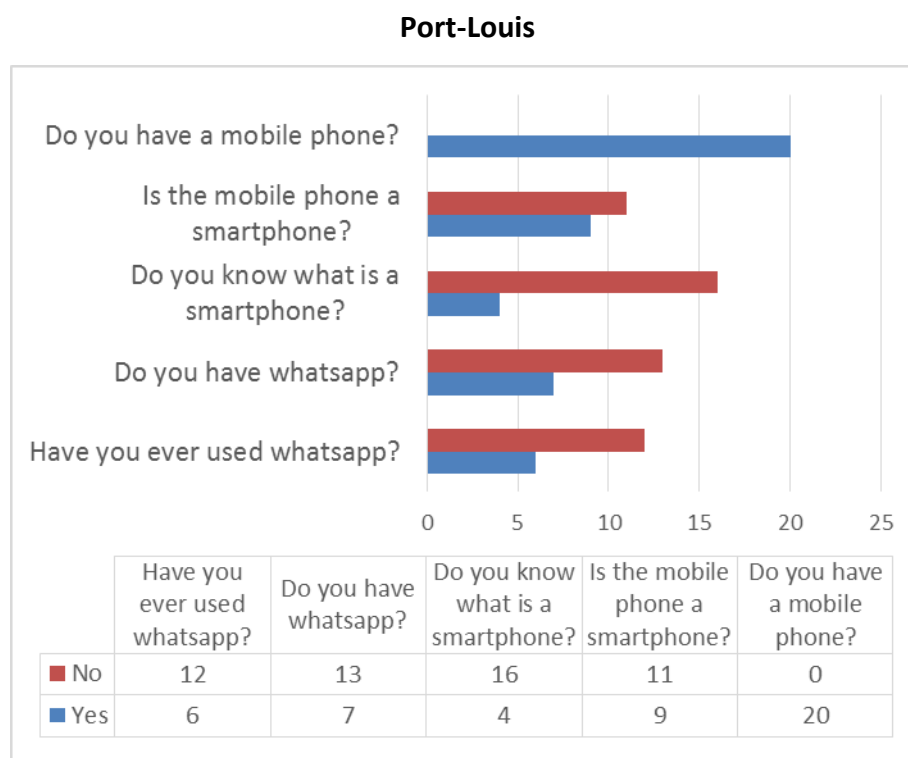 Port-Louis
Do you have a mobile phone?
Is the mobile phone a
smartphone?
Do you know what is a
smartphone?
Do you have whatsapp?
Have you ever used whatsapp?
0 5 10 15 20 25
Have you
ever used
whatsapp?
Do you have
whatsapp?
Do you know
what is a
smartphone?
Is the mobile
phone a
smartphone?
Do you have
a mobile
phone?
No 12 13 16 11 0
Yes 6 7 4 9 20